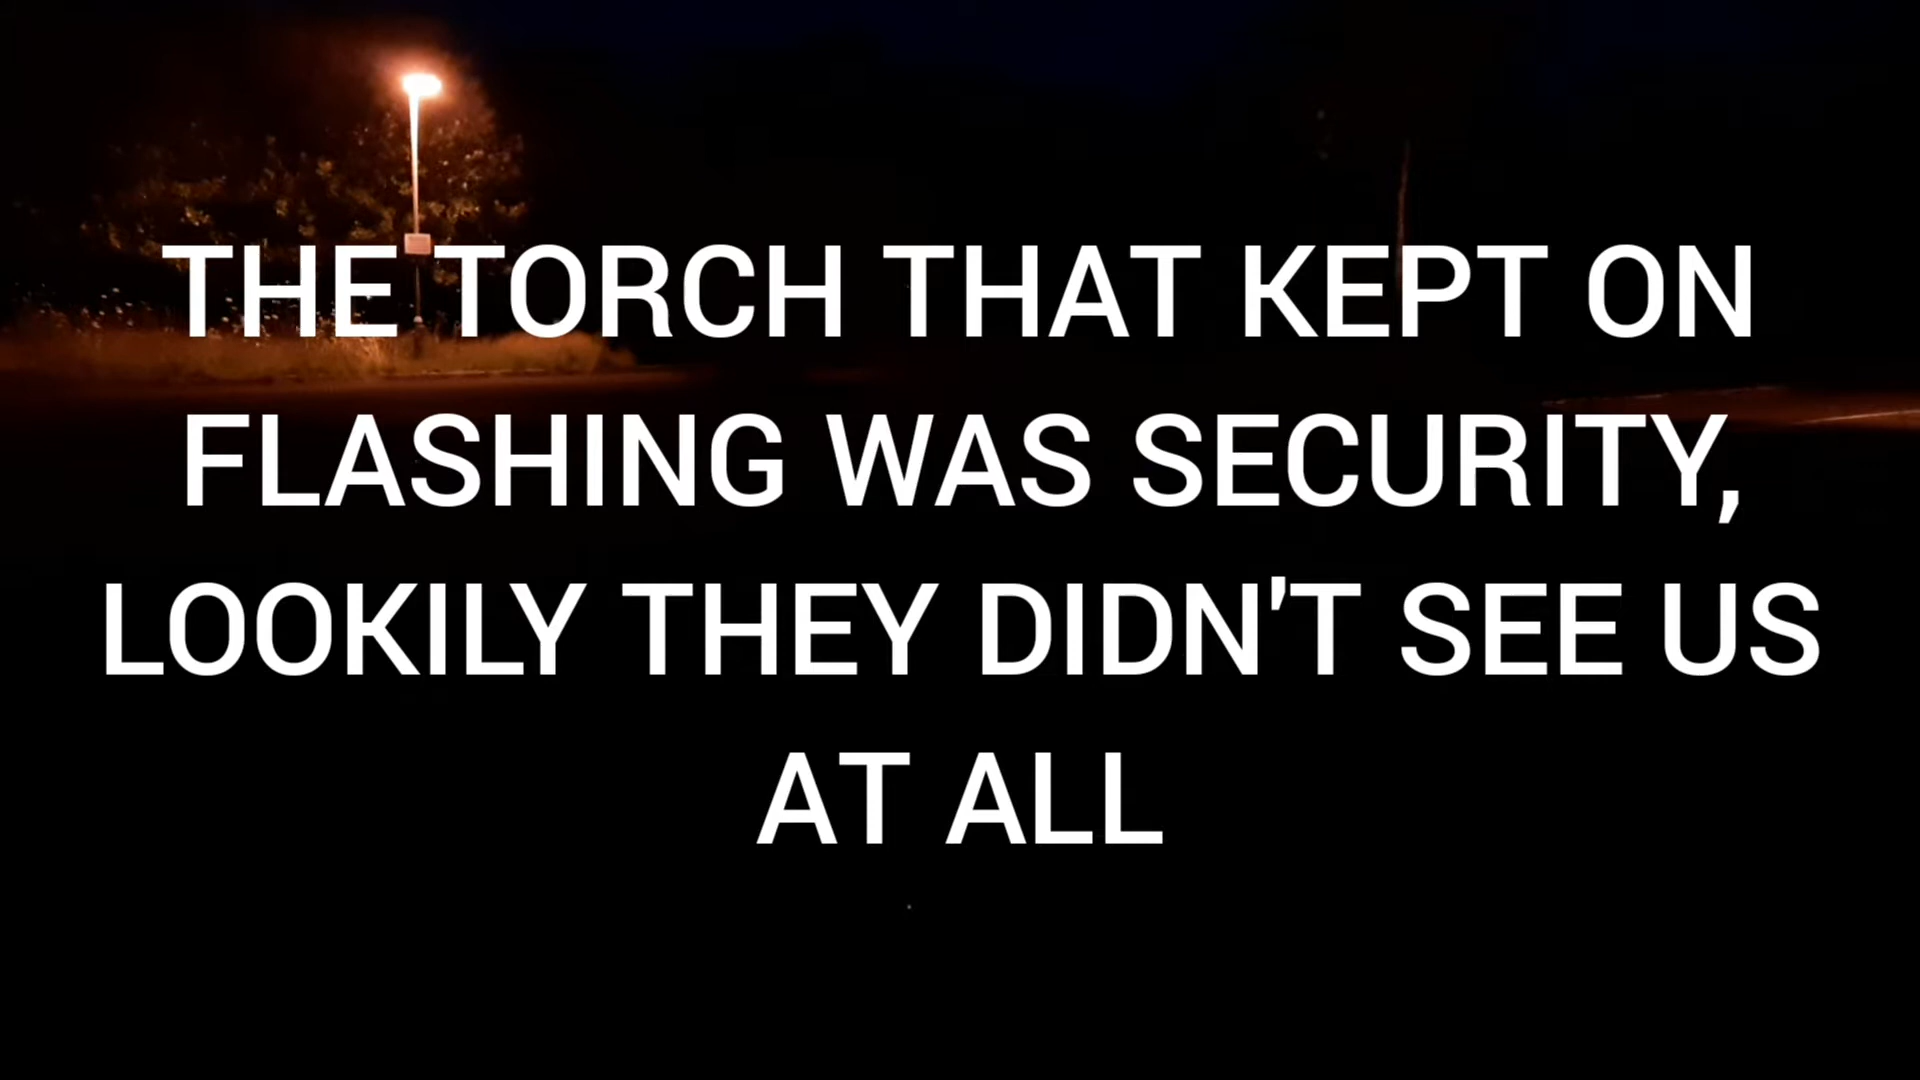 THE TORCH THAT KEPT ON
FLASHING WAS SECURITY,
LOOKILY THEY DIDN'T SEE US
AT ALL